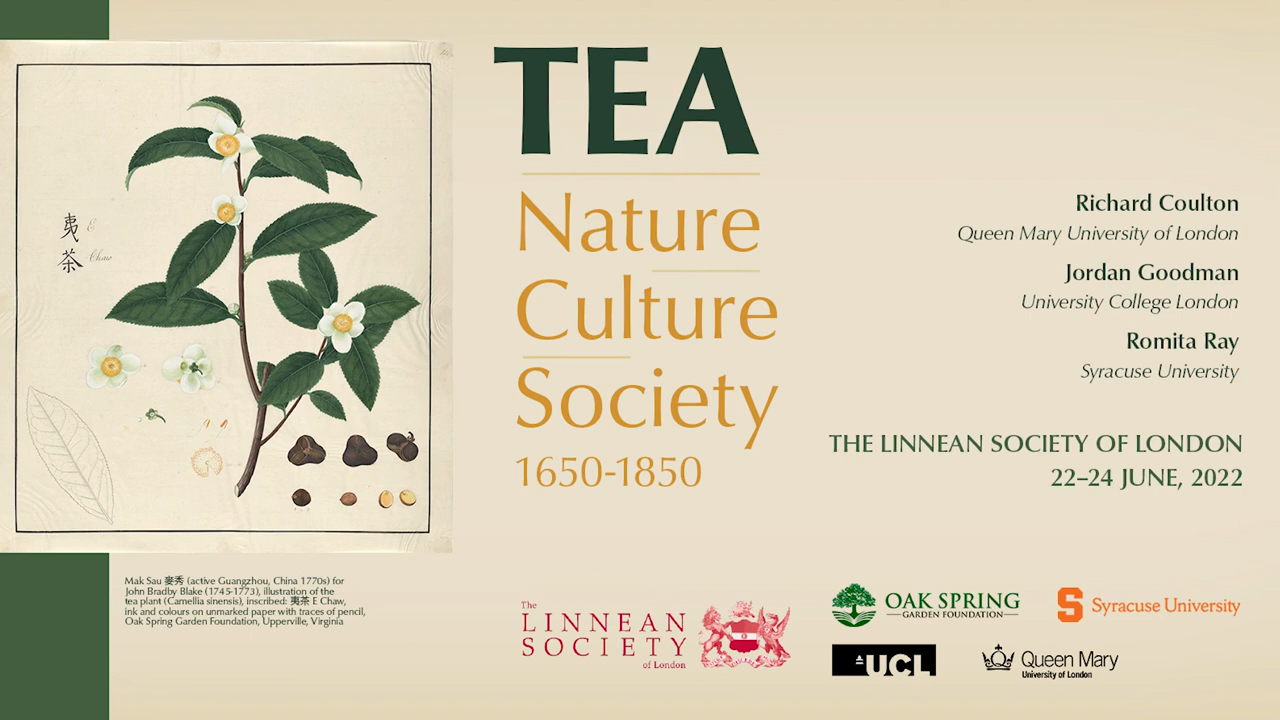 夷 E
茶 Chaw
Mak Sau 麥秀 (active Guangzhou, China 1770s) for
John Bradby Blake (1745-1773), illustration of the
tea plant (Camellia sinensis), inscribed: 夷茶 E Chaw,
ink and colours on unmarked paper with traces of pencil,
Oak Spring Garden Foundation, Upperville, Virginia
TEA
Nature
Culture
Society
1650-1850
Richard Coulton
Queen Mary University of London
Jordan Goodman
University College London
Romita Ray
Syracuse University
THE LINNEAN SOCIETY OF LONDON
22–24 JUNE, 2022
The
LINNEAN
SOCIETY
of London
OAK SPRING
GARDEN FOUNDATION
S Syracuse University
UCL
Queen Mary
University of London